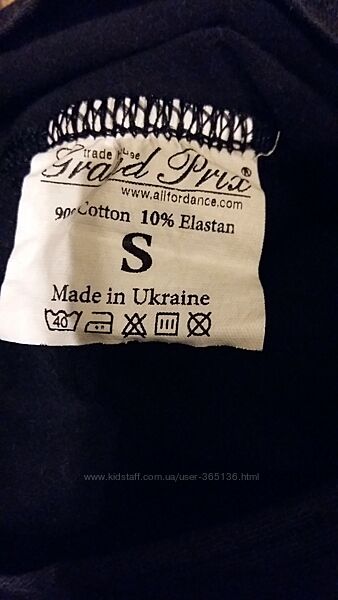 trade
Grand Prix®
www.allfordance.com
Cotton 10% Elastan
S
Made in Ukraine
40
www.kidstaff.com.ua/user-365136.html